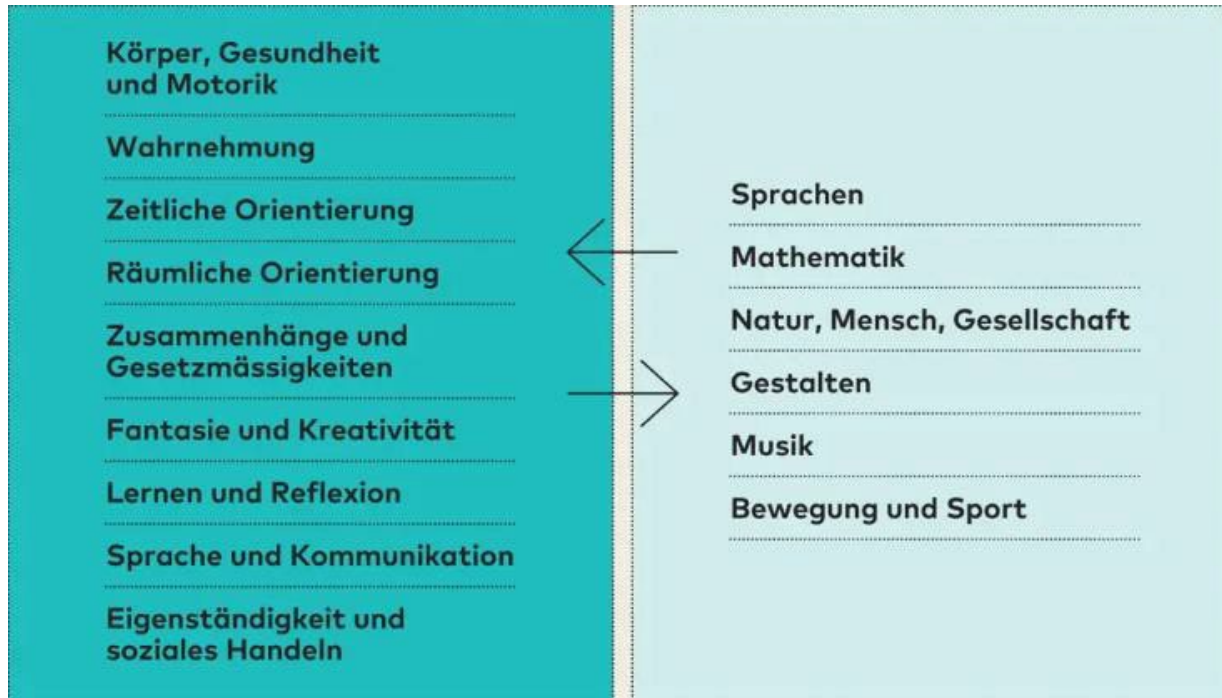 Körper, Gesundheit
und Motorik
Wahrnehmung
Zeitliche Orientierung
Räumliche Orientierung
Zusammenhänge und
Gesetzmässigkeiten
Fantasie und Kreativität
Lernen und Reflexion
Sprache und Kommunikation
Eigenständigkeit und
soziales Handeln
Sprachen
Mathematik
Natur, Mensch, Gesellschaft
Gestalten
Musik
Bewegung und Sport